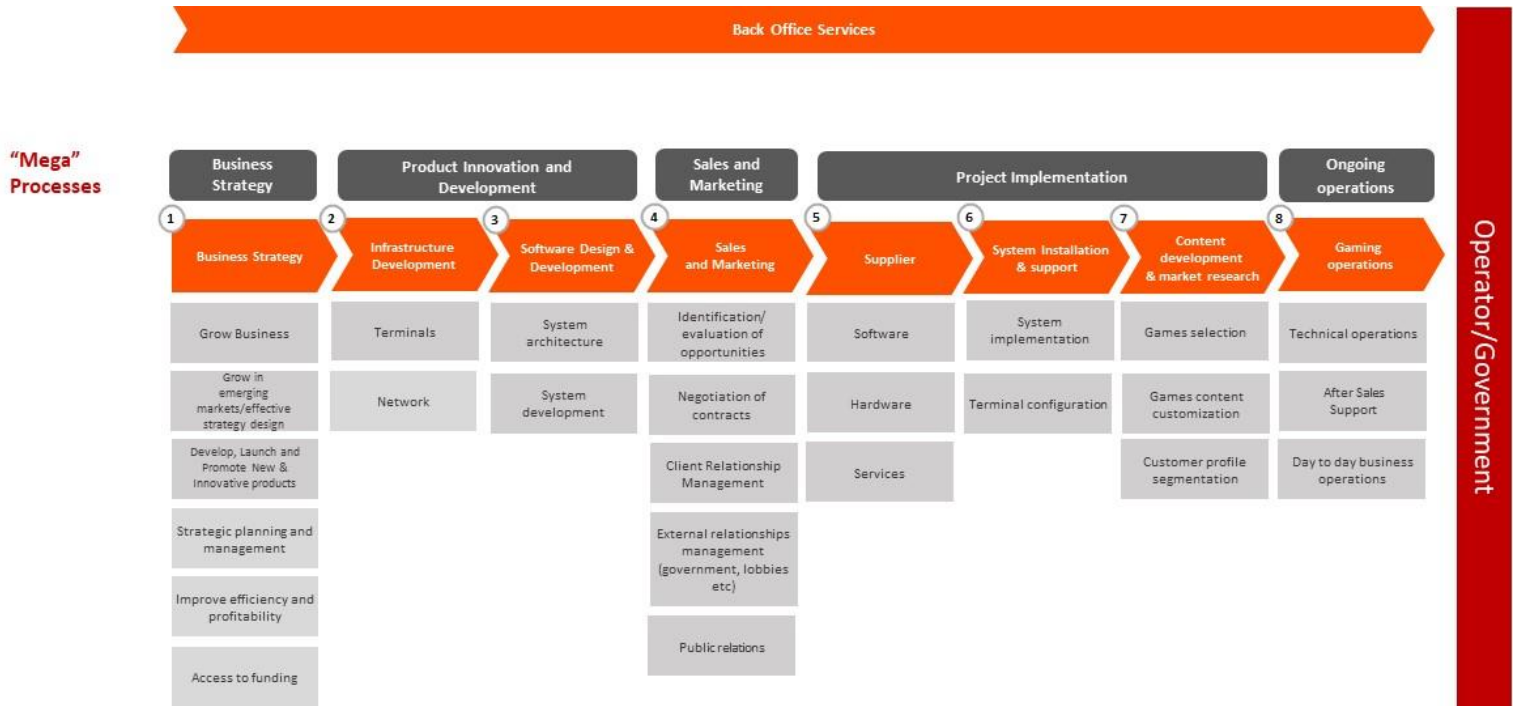 Back Office Services
"Mega"
Processes
Business
Strategy
Product Innovation and
Development
Sales and
Marketing
Project Implementation
Ongoing
operations
1
2
3
4
5
6
7
8
Business Strategy
Infrastructure
Development
Software Design &
Development
Sales
and Marketing
Supplier
System Installation
& support
Content
development
& market research
Gaming
operations
Grow Business
Grow in
emerging
markets/effective
strategy design
Develop, Launch and
Promote New &
Innovative products
Strategic planning and
management
Improve efficiency and
profitability
Access to funding
Terminals
Network
System
architecture
System
development
Identification/
evaluation of
opportunities
Negotiation of
contracts
Client Relationship
Management
External relationships
management
(government, lobbies
etc)
Public relations
Software
Hardware
Services
System
implementation
Terminal configuration
Games selection
Games content
customization
Customer profile
segmentation
Technical operations
After Sales
Support
Day to day business
operations
Operator/Government